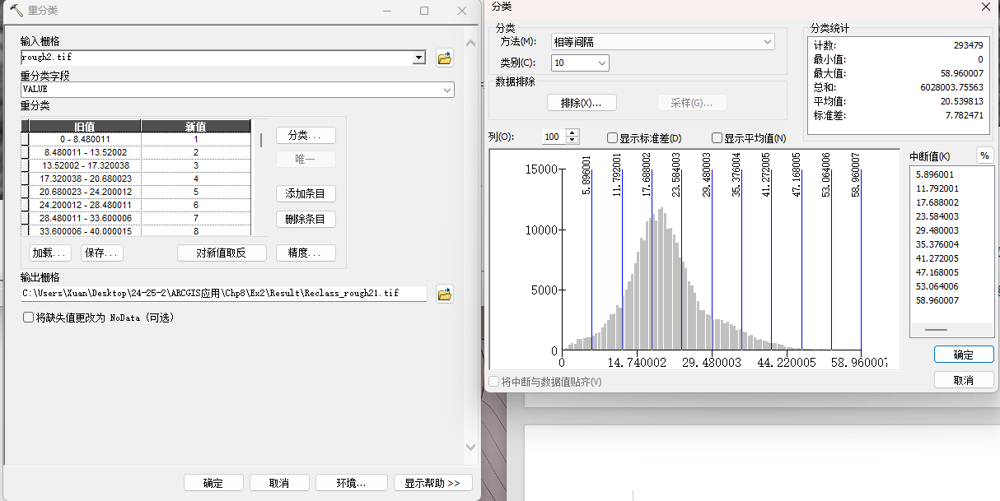 重分类
输入栅格
rough2.tif
重分类字段
VALUE
重分类
旧值 新值
0 - 8.480011 1
8.480011 - 13.52002 2
13.52002 - 17.320038 3
17.320038 - 20.680023 4
20.680023 - 24.200012 5
24.200012 - 28.480011 6
28.480011 - 33.600006 7
33.600006 - 40.000015 8
分类...
唯一
添加条目
删除条目
加载... 保存... 对新值取反 精度...
输出栅格
C:\Users\Xuan\Desktop\24-25-2\ARCGIS应用\Chp8\Ex2\Result\Reclass_rough21.tif
将缺失值更改为 NoData (可选)
确定 取消 环境... 显示帮助 >>
分类
分类
方法(M): 相等间隔
类别(C): 10
数据排除
排除(X)... 采样(G)...
分类统计
计数: 293479
最小值: 0
最大值: 58.960007
总和: 6028003.75563
平均值: 20.539813
标准差: 7.782471
列(O): 100 显示标准差(D) 显示平均值(N)
15000
10000
5000
0
5.896001
11.792001
17.688002
23.584003
29.480003
35.376004
41.272005
47.168005
53.064006
58.960007
0 14.740002 29.480003 44.220005 58.960007
将中断与数据值贴齐(V)
中断值(K) %
5.896001
11.792001
17.688002
23.584003
29.480003
35.376004
41.272005
47.168005
53.064006
58.960007
确定
取消